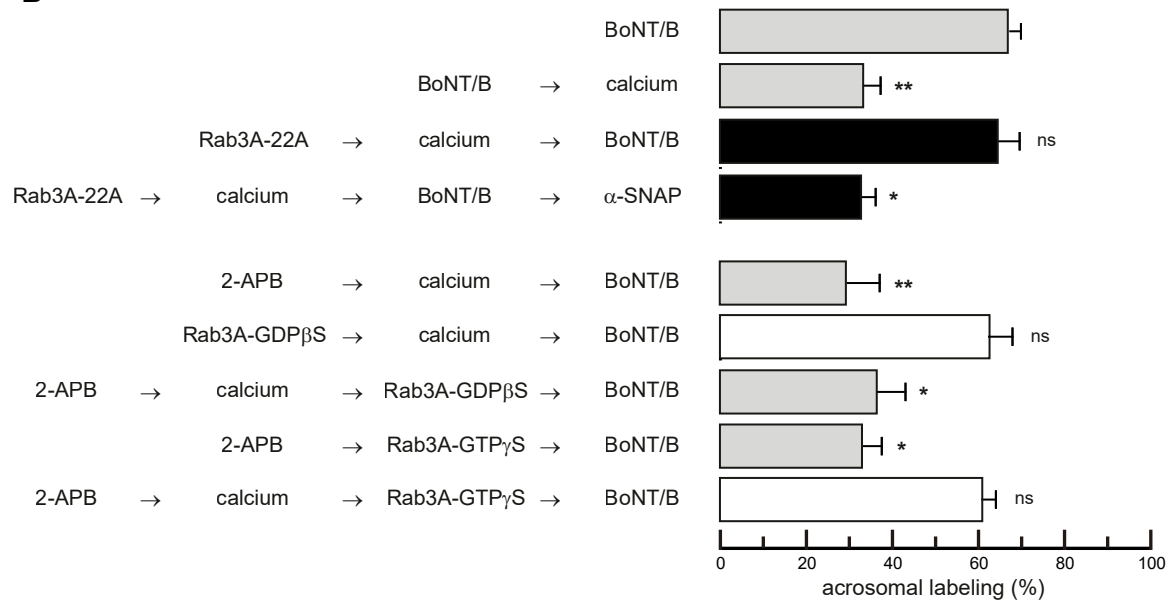 BoNT/B
BoNT/B → calcium **
Rab3A-22A → calcium → BoNT/B ns
Rab3A-22A → calcium → BoNT/B → α-SNAP *
2-APB → calcium → BoNT/B **
Rab3A-GDPβS → calcium → BoNT/B ns
2-APB → calcium → Rab3A-GDPβS → BoNT/B *
2-APB → Rab3A-GTPγS → BoNT/B *
2-APB → calcium → Rab3A-GTPγS → BoNT/B ns
0 20 40 60 80 100
acrosomal labeling (%)